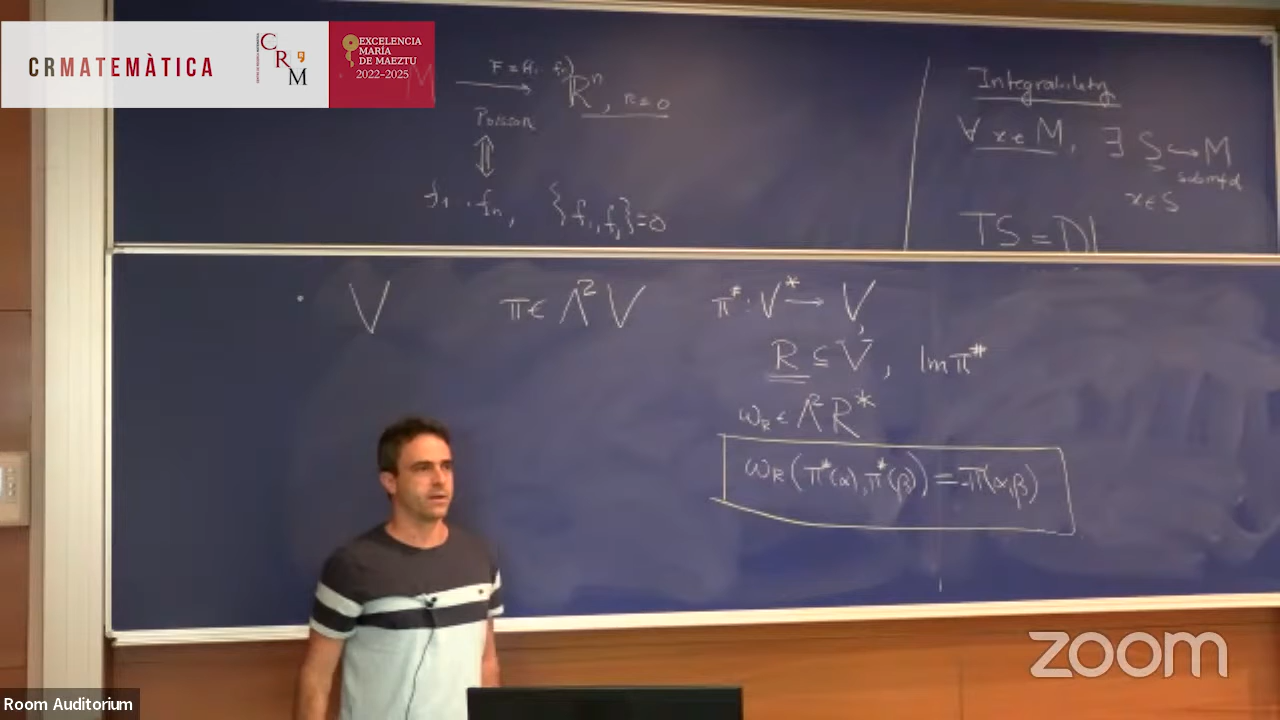 CRMATEMÀTICA
CRM
EXCELENCIA
MARÍA
DE MAEZTU
2022-2025
M
F = (f₁...fₙ)
ℝⁿ, π=0
Poisson
⇕
f₁...fₙ, {fᵢ,fⱼ}=0
Integrability
∀ x∈M, ∃ S ↪ M
submfd
x∈S
TS = D|
• V π∈Λ²V π^#: V* → V,
R ⊆ V, Im π^#
ω_R ∈ Λ²R*
ω_R(π^#(α), π^#(β)) = -π(α,β)
zoom
Room Auditorium